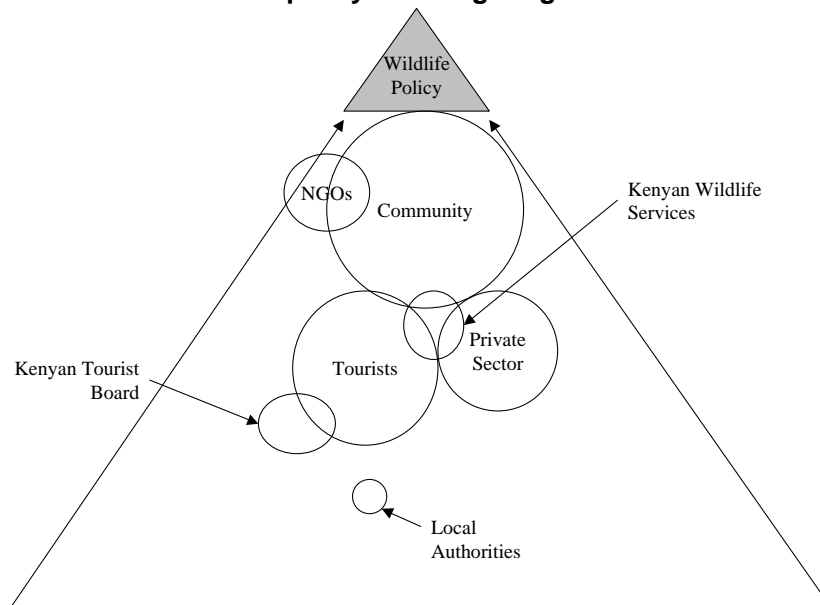 Wildlife
Policy
NGOs
Community
Kenyan Wildlife
Services
Kenyan Tourist
Board
Tourists
Private
Sector
Local
Authorities